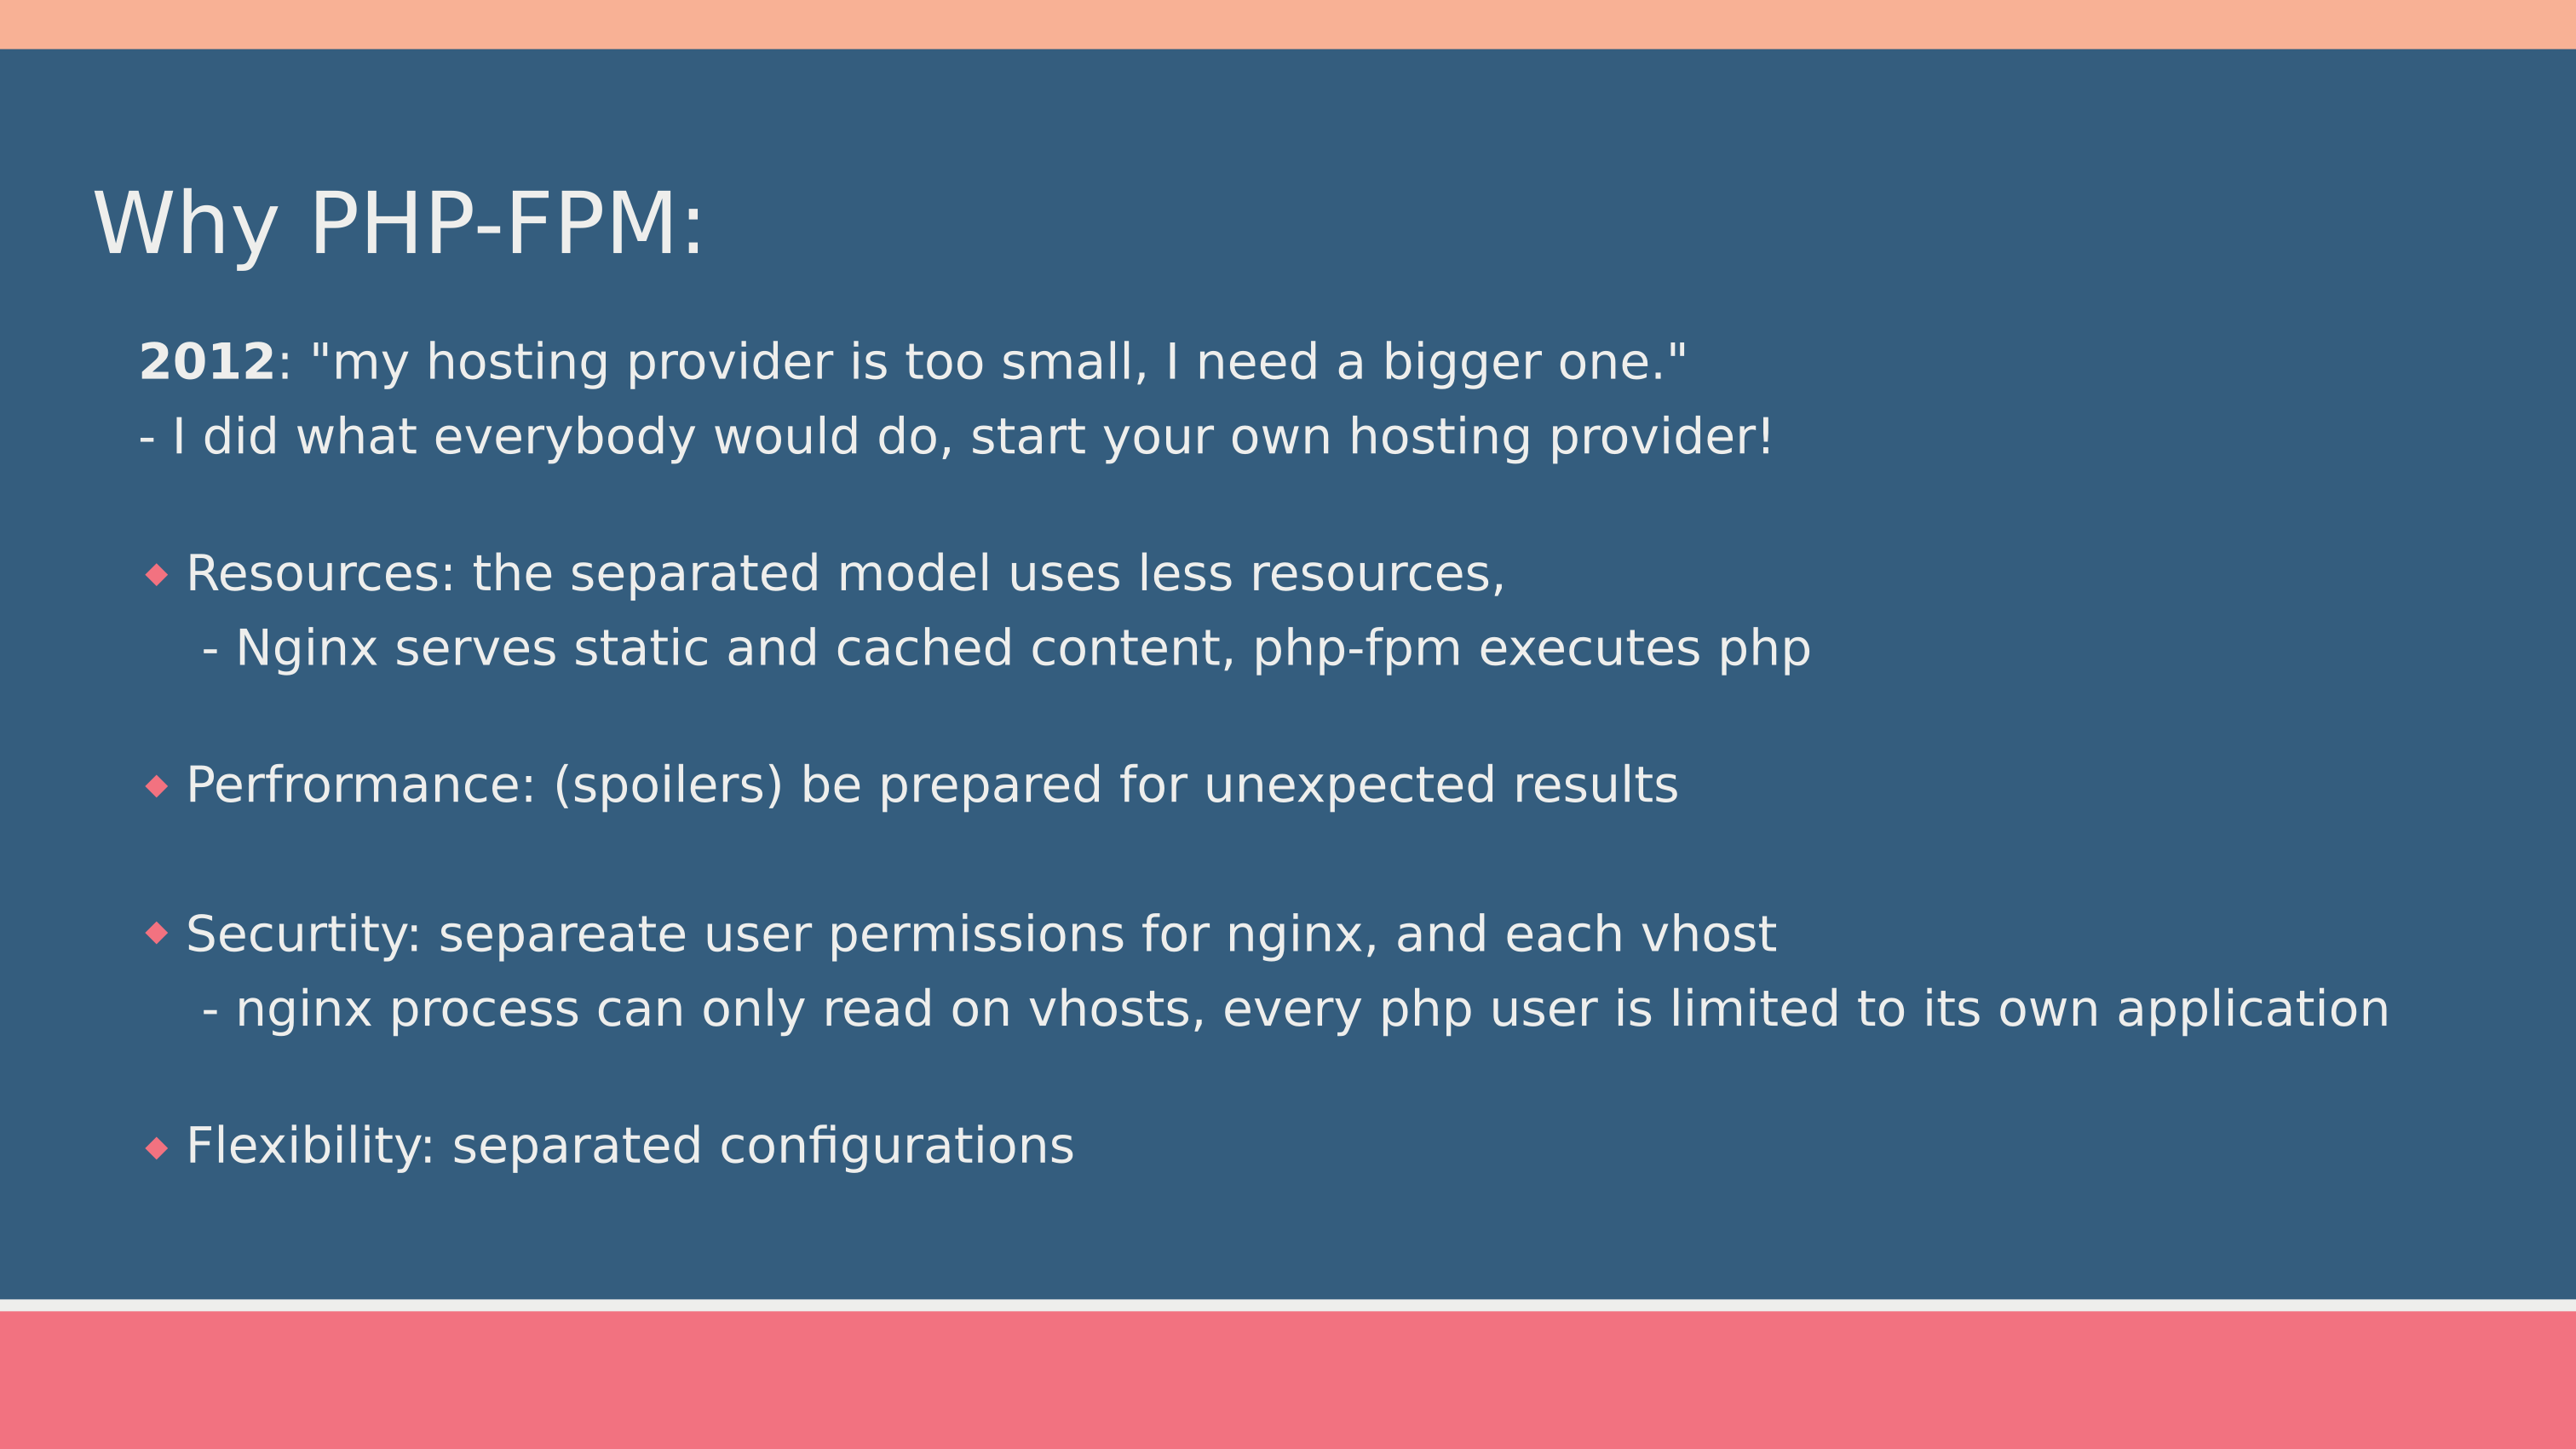 Why PHP-FPM:
2012: "my hosting provider is too small, I need a bigger one."
- I did what everybody would do, start your own hosting provider!
◆ Resources: the separated model uses less resources,
- Nginx serves static and cached content, php-fpm executes php
◆ Perfrormance: (spoilers) be prepared for unexpected results
◆ Securtity: separeate user permissions for nginx, and each vhost
- nginx process can only read on vhosts, every php user is limited to its own application
◆ Flexibility: separated configurations